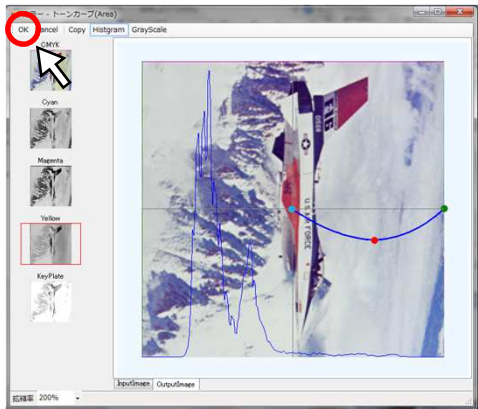 ー - トーンカーブ(Area)
OK ancel Copy Histgram GrayScale
CMYK
Cyan
Magenta
Yellow
KeyPlate
U.S. AIR FORCE
InputImage OutputImage
拡縮率 200%